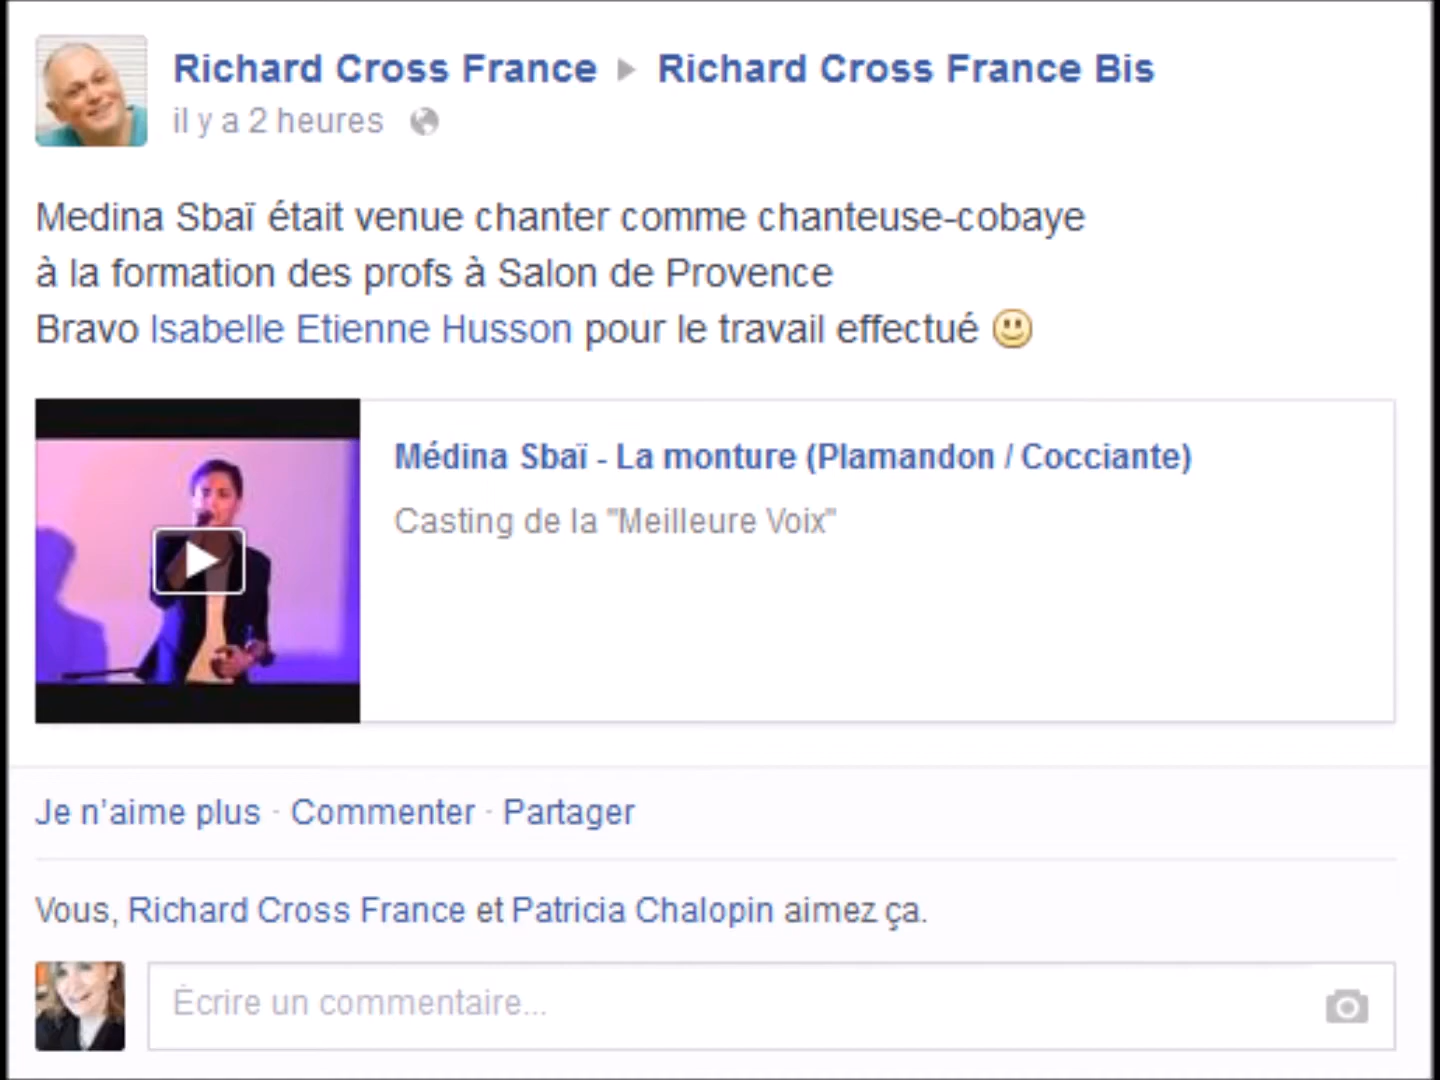 Richard Cross France ▶ Richard Cross France Bis
il y a 2 heures
Medina Sbaï était venue chanter comme chanteuse-cobaye
à la formation des profs à Salon de Provence
Bravo Isabelle Etienne Husson pour le travail effectué 🙂
Médina Sbaï - La monture (Plamandon / Cocciante)
Casting de la "Meilleure Voix"
Je n'aime plus · Commenter · Partager
Vous, Richard Cross France et Patricia Chalopin aimez ça.
Écrire un commentaire...